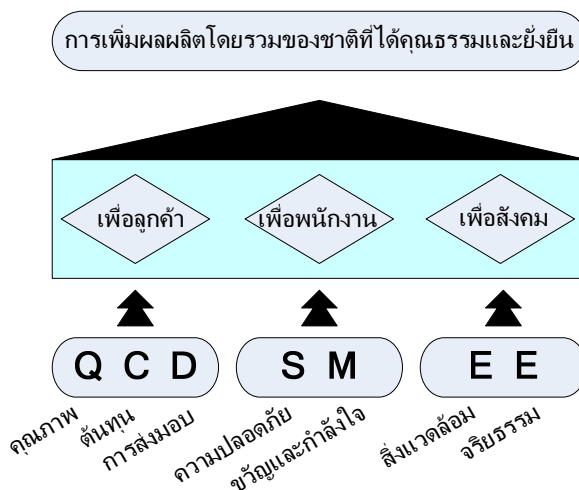 การเพิ่มผลผลิตโดยรวมของชาติที่ได้คุณธรรมและยั่งยืน
เพื่อลูกค้า
เพื่อพนักงาน
เพื่อสังคม
Q C D
S M
E E
คุณภาพ
ต้นทุน
การส่งมอบ
ความปลอดภัย
ขวัญและกำลังใจ
สิ่งแวดล้อม
จริยธรรม